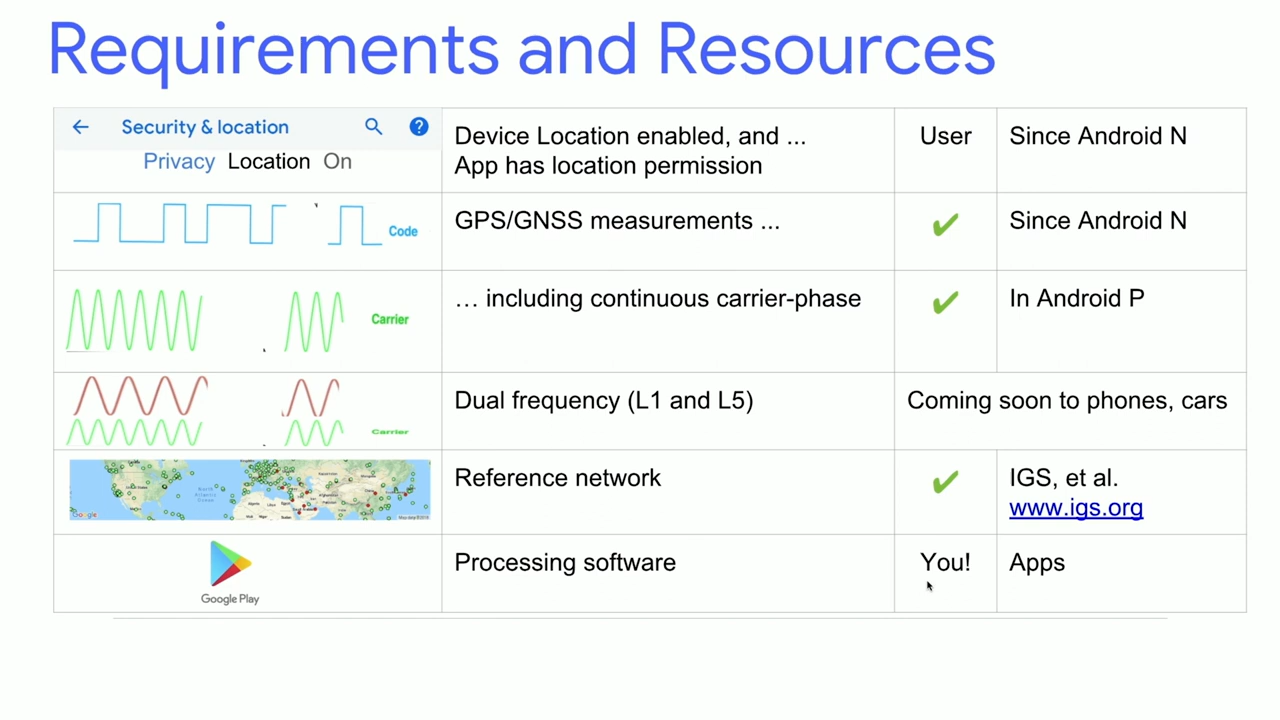 Requirements and Resources
Security & location
Privacy Location On
Device Location enabled, and ...
App has location permission
User
Since Android N
Code
GPS/GNSS measurements ...
✔
Since Android N
Carrier
… including continuous carrier-phase
✔
In Android P
Carrier
Dual frequency (L1 and L5)
Coming soon to phones, cars
Google
Reference network
✔
IGS, et al.
www.igs.org
Google Play
Processing software
You!
Apps